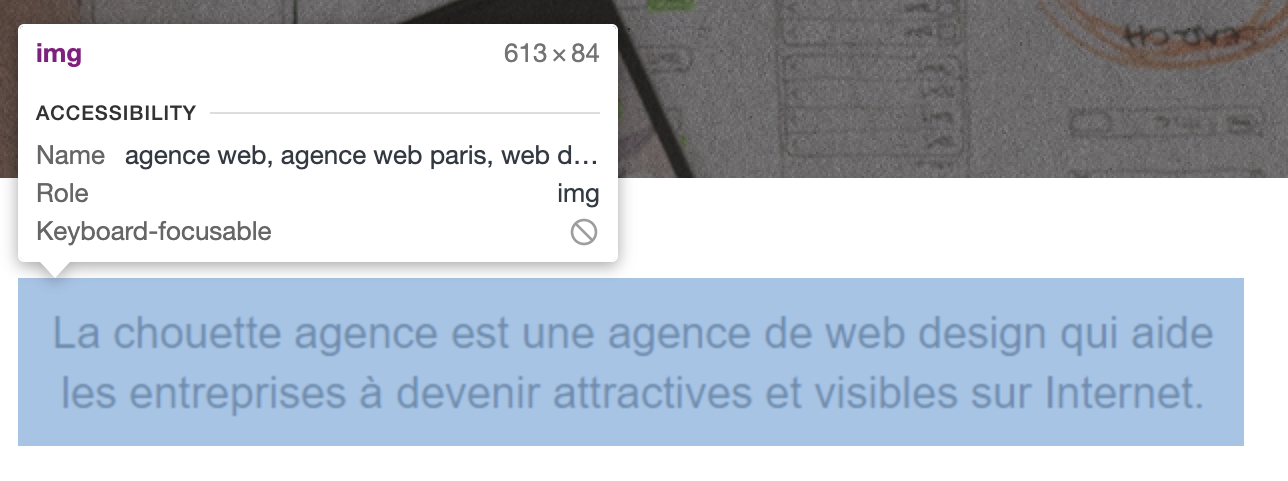 img 613 × 84
ACCESSIBILITY
Name agence web, agence web paris, web d...
Role img
Keyboard-focusable
La chouette agence est une agence de web design qui aide
les entreprises à devenir attractives et visibles sur Internet.